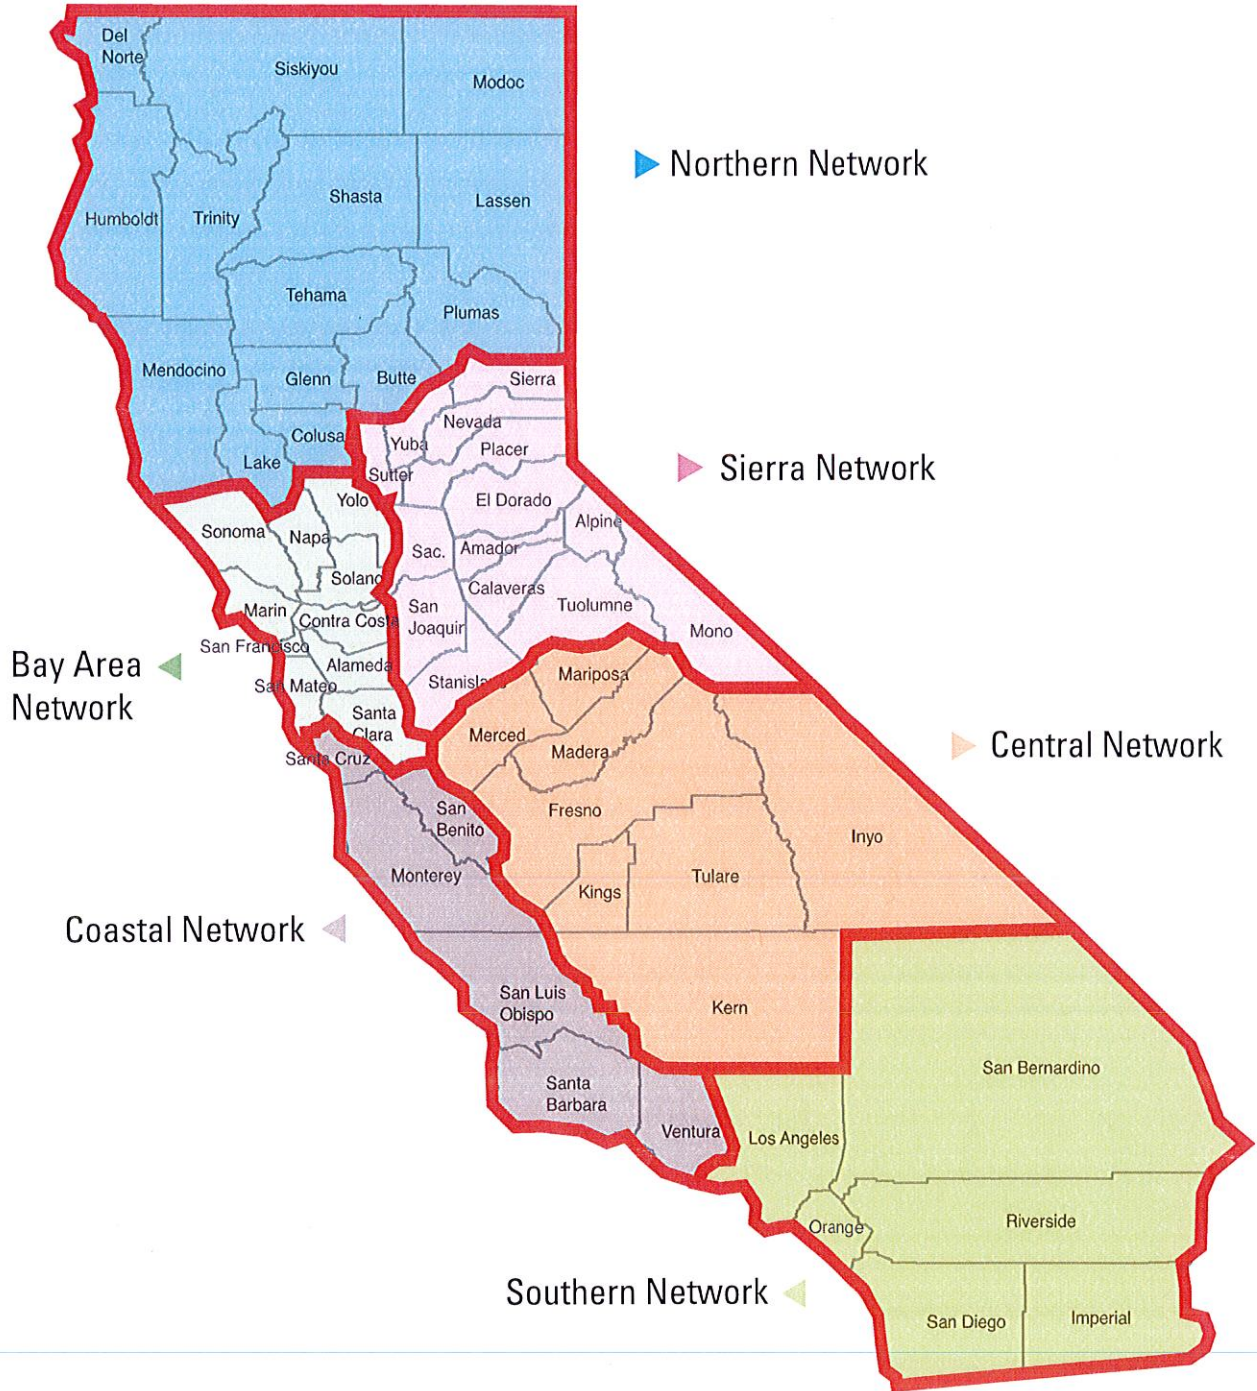 Del
Norte
Siskiyou
Modoc
Northern Network
Humboldt
Trinity
Shasta
Lassen
Tehama
Plumas
Mendocino
Glenn
Butte
Sierra
Colusa
Nevada
Yuba
Placer
Lake
Sutter
Sierra Network
Yolo
El Dorado
Alpine
Sonoma
Napa
Sac.
Amador
Solano
Calaveras
Marin
San
Joaquin
Tuolumne
Contra Costa
Mono
San Francisco
Bay Area
Network
Alameda
Stanislaus
Mariposa
San Mateo
Santa
Clara
Merced
Central Network
Santa Cruz
Madera
San
Benito
Fresno
Inyo
Monterey
Kings
Tulare
Coastal Network
San Luis
Obispo
Kern
San Bernardino
Santa
Barbara
Ventura
Los Angeles
Orange
Riverside
Southern Network
San Diego
Imperial